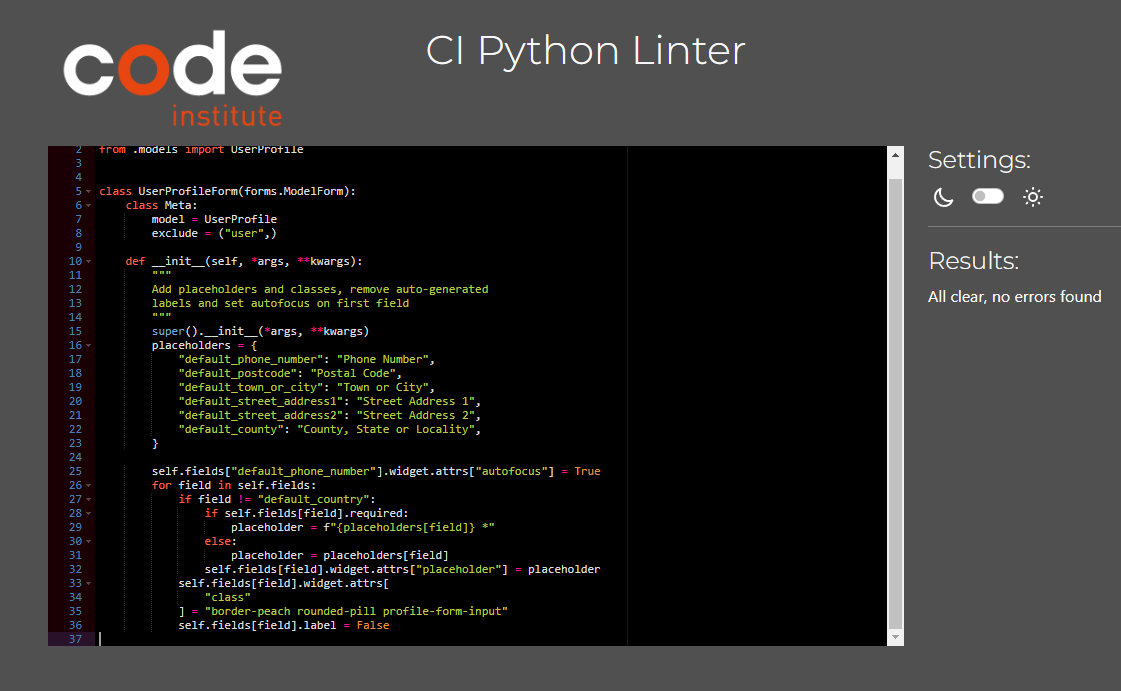 code
institute
CI Python Linter
2 from .models import UserProfile
3
4
5 class UserProfileForm(forms.ModelForm):
6     class Meta:
7         model = UserProfile
8         exclude = ("user",)
9
10     def __init__(self, *args, **kwargs):
11         """
12         Add placeholders and classes, remove auto-generated
13         labels and set autofocus on first field
14         """
15         super().__init__(*args, **kwargs)
16         placeholders = {
17             "default_phone_number": "Phone Number",
18             "default_postcode": "Postal Code",
19             "default_town_or_city": "Town or City",
20             "default_street_address1": "Street Address 1",
21             "default_street_address2": "Street Address 2",
22             "default_county": "County, State or Locality",
23         }
24
25         self.fields["default_phone_number"].widget.attrs["autofocus"] = True
26         for field in self.fields:
27             if field != "default_country":
28                 if self.fields[field].required:
29                     placeholder = f"{placeholders[field]} *"
30                 else:
31                     placeholder = placeholders[field]
32                 self.fields[field].widget.attrs["placeholder"] = placeholder
33             self.fields[field].widget.attrs[
34                 "class"
35             ] = "border-peach rounded-pill profile-form-input"
36             self.fields[field].label = False
37
Settings:
Results:
All clear, no errors found